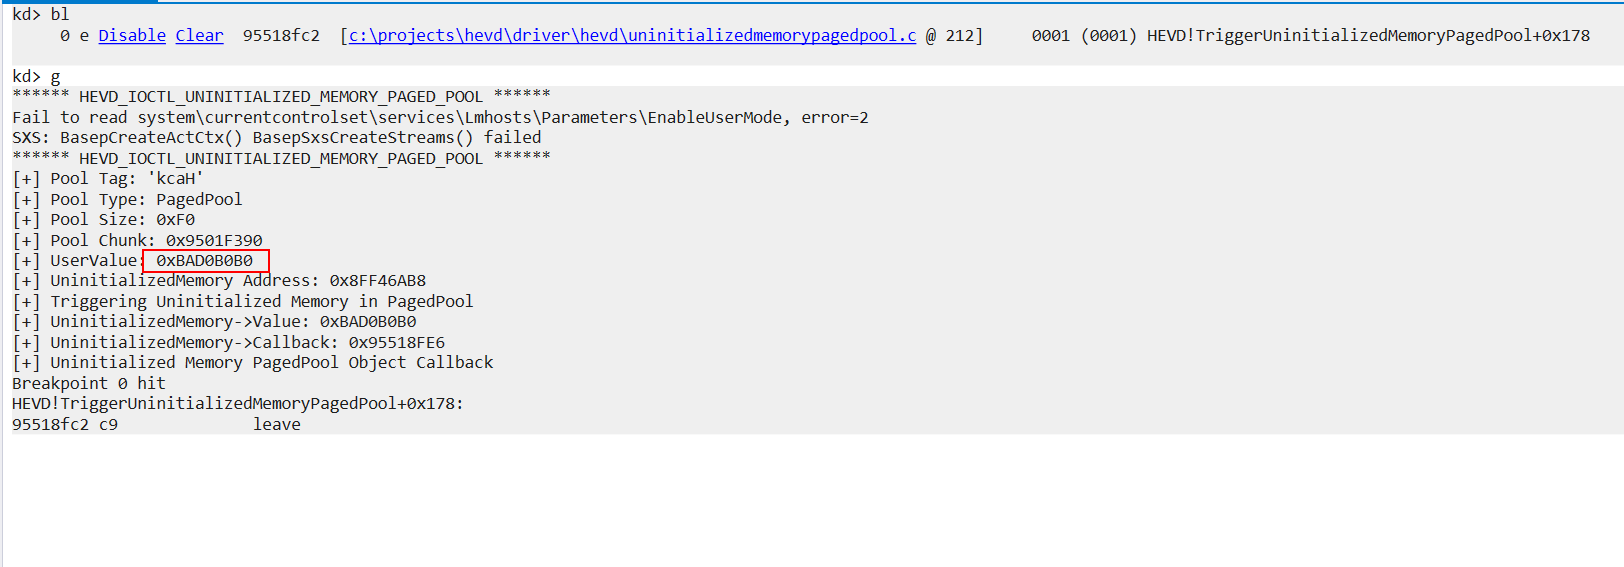 kd> bl
0 e Disable Clear 95518fc2 [c:\projects\hevd\driver\hevd\uninitializedmemorypagedpool.c @ 212] 0001 (0001) HEVD!TriggerUninitializedMemoryPagedPool+0x178
kd> g
****** HEVD_IOCTL_UNINITIALIZED_MEMORY_PAGED_POOL ******
Fail to read system\currentcontrolset\services\Lmhosts\Parameters\EnableUserMode, error=2
SXS: BasepCreateActCtx() BasepSxsCreateStreams() failed
****** HEVD_IOCTL_UNINITIALIZED_MEMORY_PAGED_POOL ******
[+] Pool Tag: 'kcaH'
[+] Pool Type: PagedPool
[+] Pool Size: 0xF0
[+] Pool Chunk: 0x9501F390
[+] UserValue: 0xBAD0B0B0
[+] UninitializedMemory Address: 0x8FF46AB8
[+] Triggering Uninitialized Memory in PagedPool
[+] UninitializedMemory->Value: 0xBAD0B0B0
[+] UninitializedMemory->Callback: 0x95518FE6
[+] Uninitialized Memory PagedPool Object Callback
Breakpoint 0 hit
HEVD!TriggerUninitializedMemoryPagedPool+0x178:
95518fc2 c9 leave